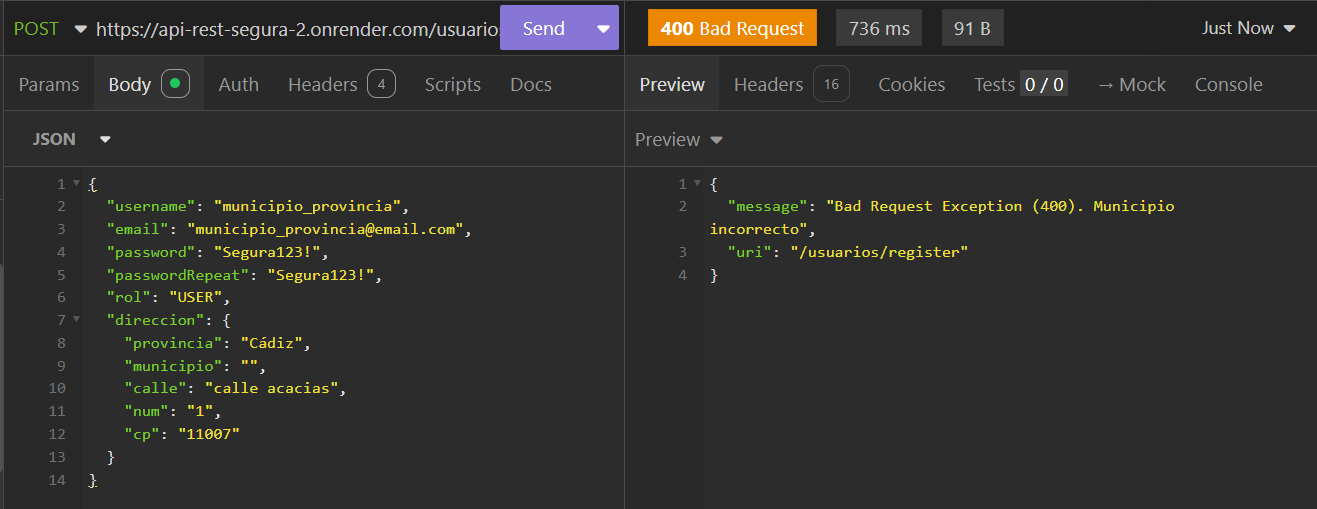 POST https://api-rest-segura-2.onrender.com/usuarios Send 400 Bad Request 736 ms 91 B Just Now
Params Body Auth Headers 4 Scripts Docs Preview Headers 16 Cookies Tests 0 / 0 → Mock Console
JSON
1 {
2 "username": "municipio_provincia",
3 "email": "municipio_provincia@email.com",
4 "password": "Segura123!",
5 "passwordRepeat": "Segura123!",
6 "rol": "USER",
7 "direccion": {
8 "provincia": "Cádiz",
9 "municipio": "",
10 "calle": "calle acacias",
11 "num": "1",
12 "cp": "11007"
13 }
14 }
Preview
1 {
2 "message": "Bad Request Exception (400). Municipio
incorrecto",
3 "uri": "/usuarios/register"
4 }